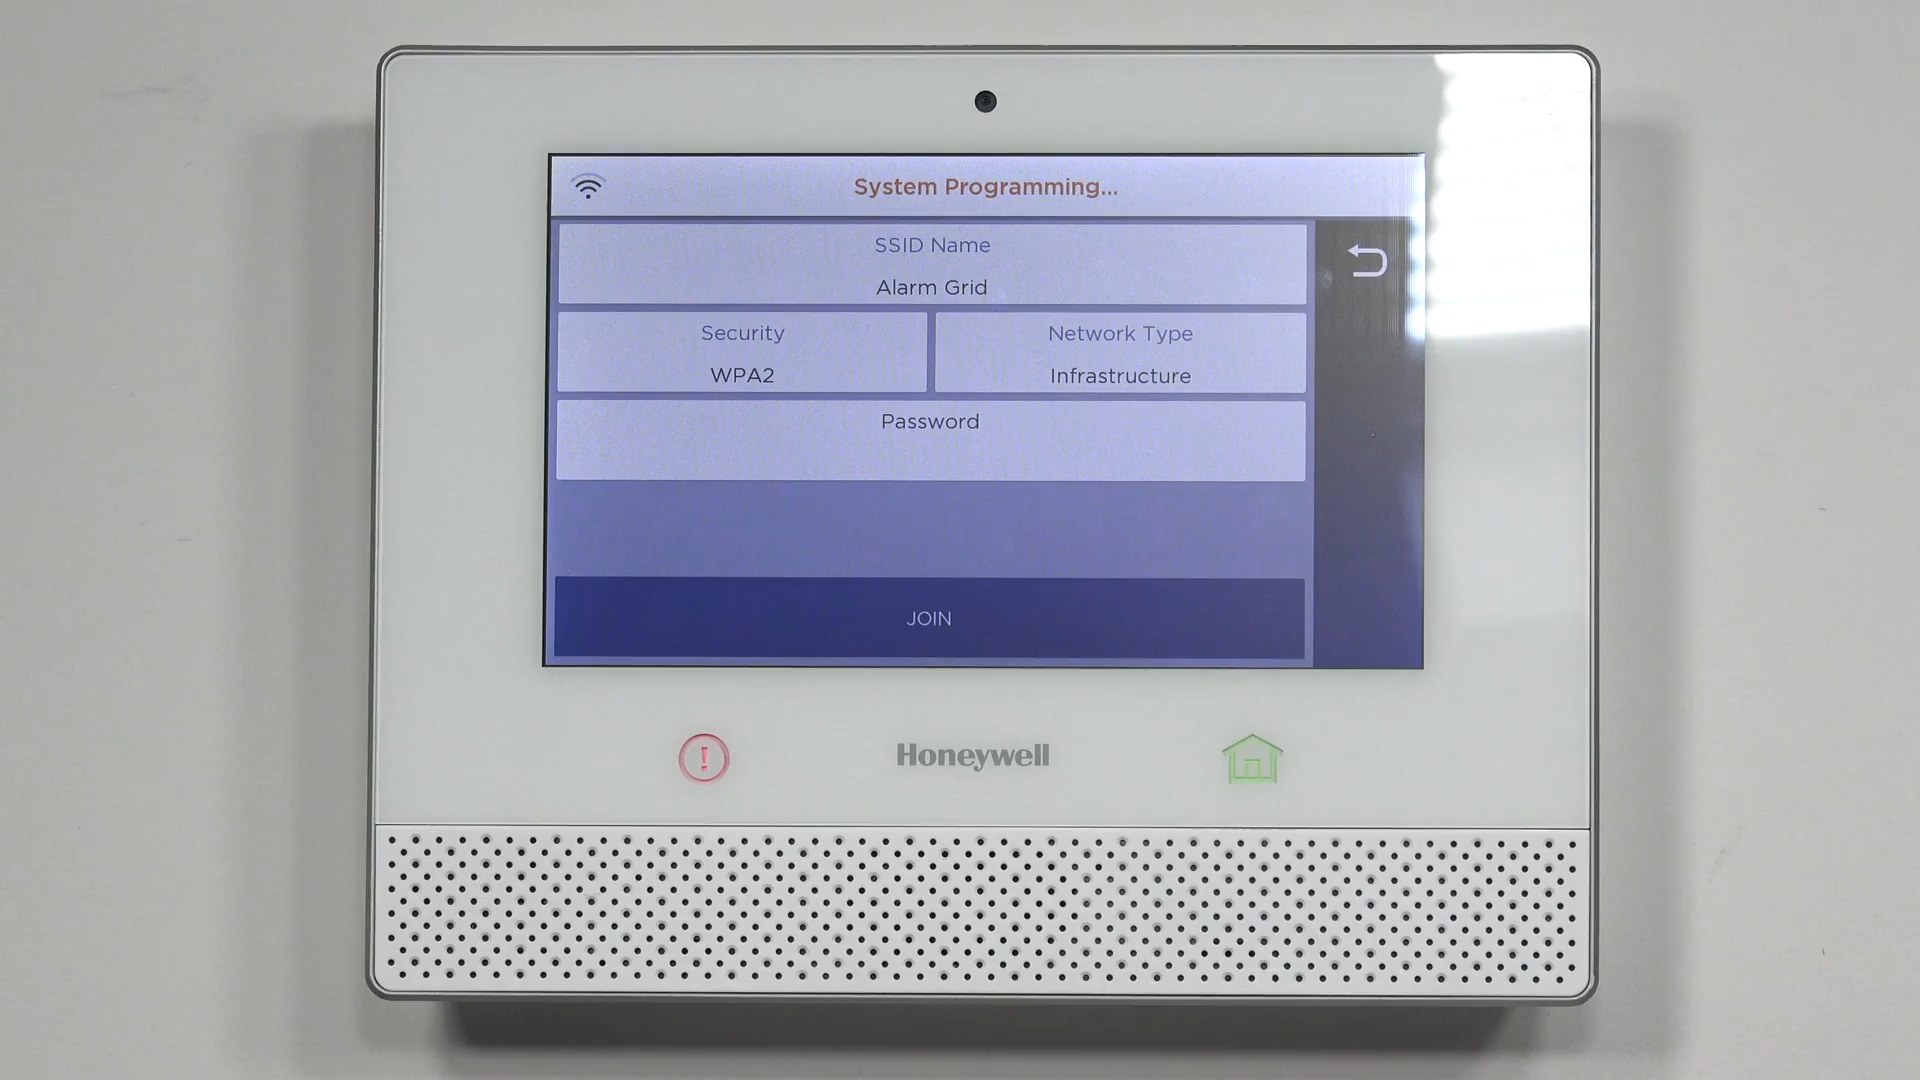 System Programming...
SSID Name
Alarm Grid
Security
WPA2
Network Type
Infrastructure
Password
JOIN
Honeywell